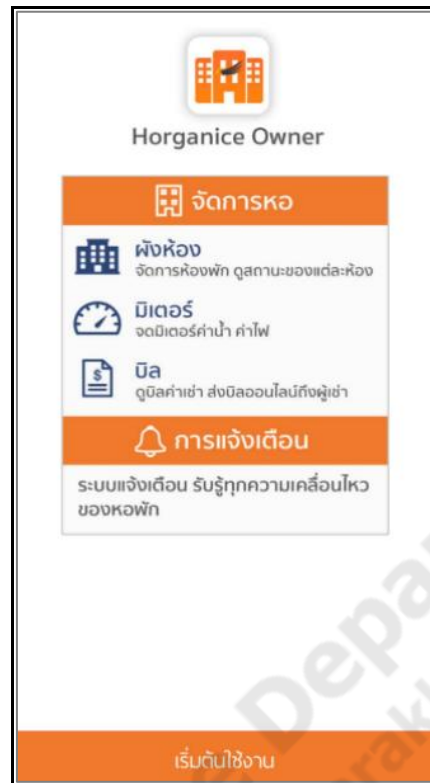 Horganice Owner
จัดการหอ
ผังห้อง
จัดการห้องพัก ดูสถานะของแต่ละห้อง
มิเตอร์
จดมิเตอร์ค่าน้ำ ค่าไฟ
$
บิล
ดูบิลค่าเช่า ส่งบิลออนไลน์ถึงผู้เช่า
การแจ้งเตือน
ระบบแจ้งเตือน รับรู้ทุกความเคลื่อนไหว
ของหอพัก
เริ่มต้นใช้งาน